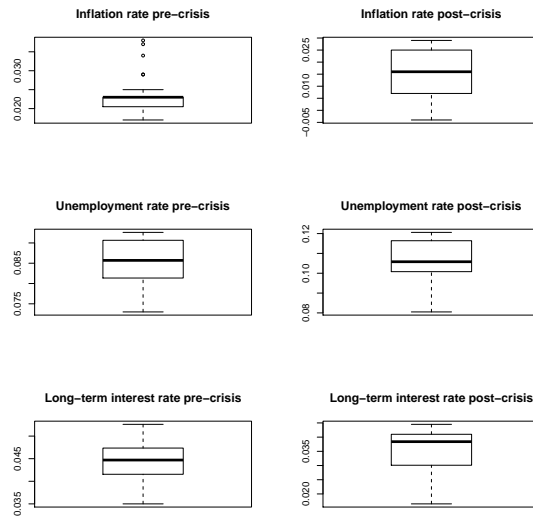 Inflation rate pre−crisis
0.020 0.030
Inflation rate post−crisis
−0.005 0.010 0.025
Unemployment rate pre−crisis
0.075 0.085
Unemployment rate post−crisis
0.08 0.10 0.12
Long−term interest rate pre−crisis
0.035 0.045
Long−term interest rate post−crisis
0.020 0.035